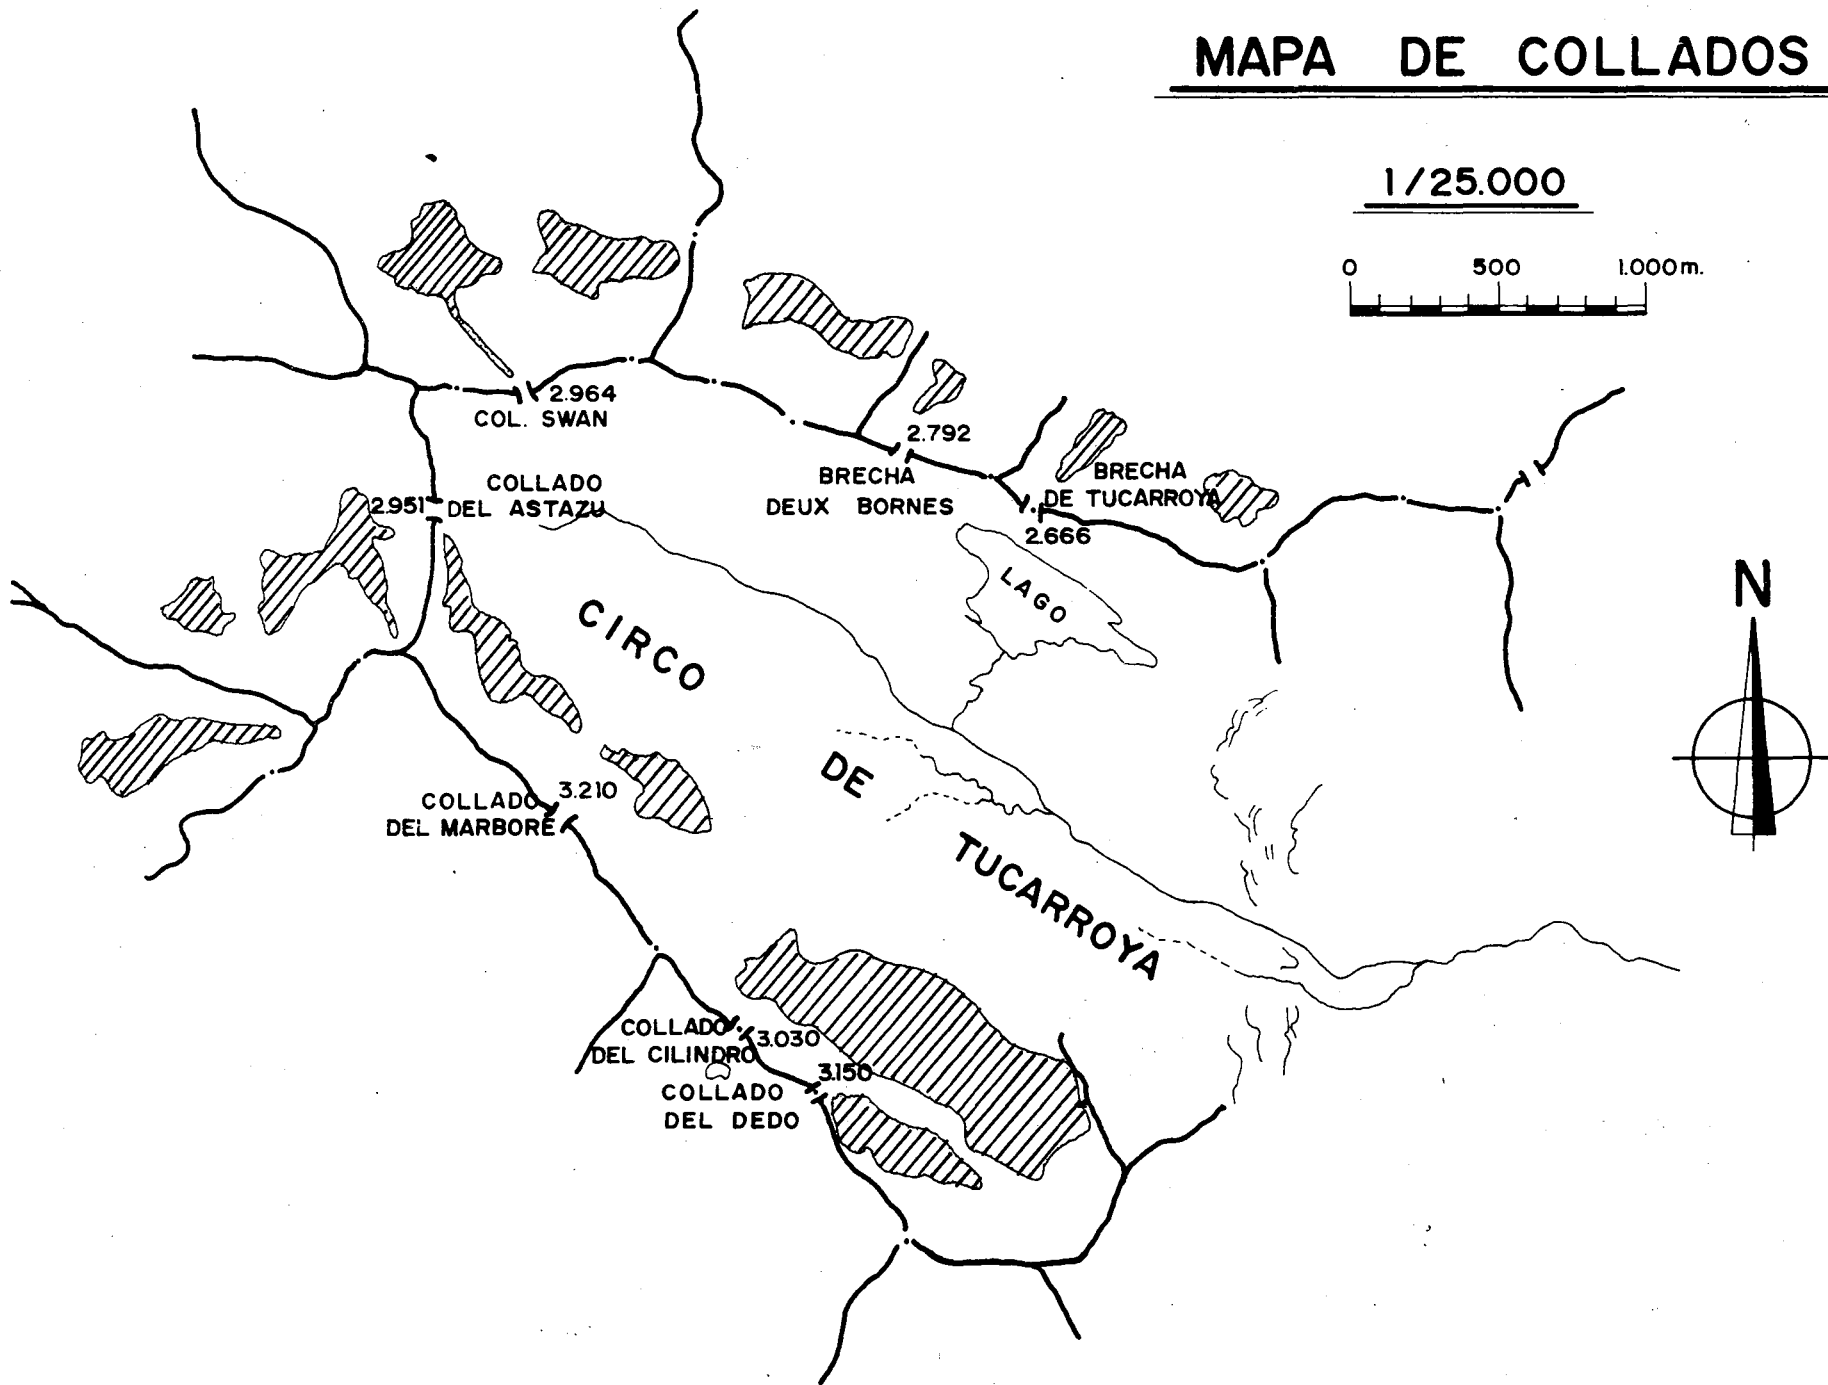 MAPA DE COLLADOS
1/25.000
0 500 1.000 m.
2.964
COL. SWAN
2.792
BRECHA
DEUX BORNES
BRECHA
DE TUCARROYA
2.666
COLLADO
DEL ASTAZU
2.951
LAGO
N
CIRCO
DE
TUCARROYA
3.210
COLLADO
DEL MARBORÉ
COLLADO
DEL CILINDRO
3.030
3.150
COLLADO
DEL DEDO